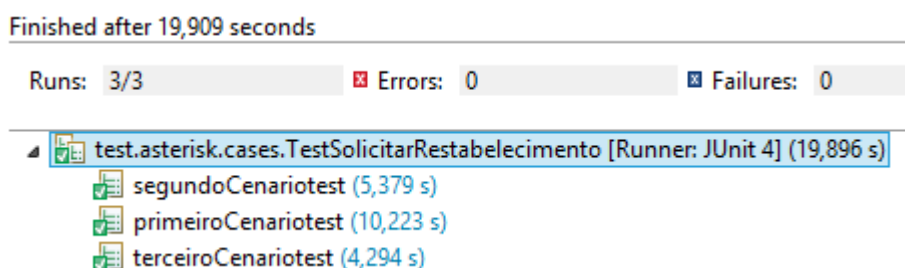 Finished after 19,909 seconds
Runs: 3/3 Errors: 0 Failures: 0
test.asterisk.cases.TestSolicitarRestabelecimento [Runner: JUnit 4] (19,896 s)
segundoCenariotest (5,379 s)
primeiroCenariotest (10,223 s)
terceiroCenariotest (4,294 s)